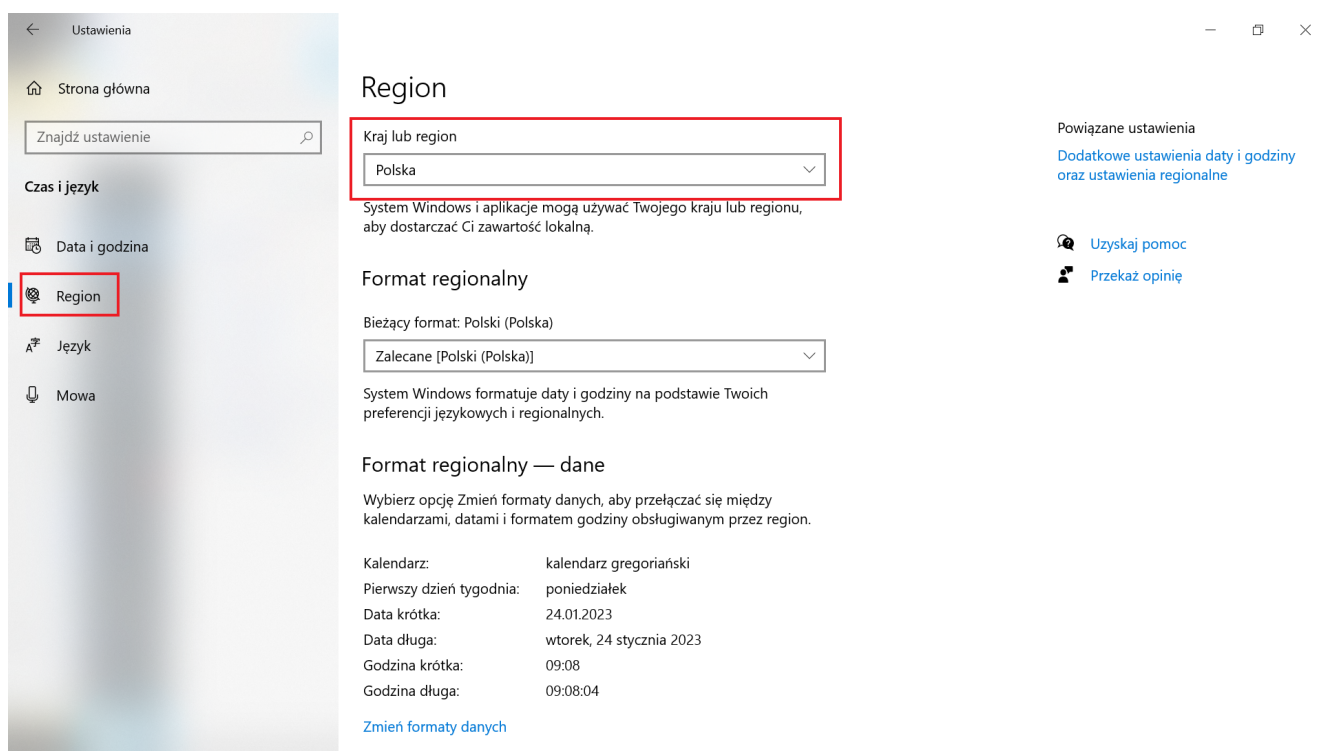 Ustawienia
Strona główna
Znajdź ustawienie
Czas i język
Data i godzina
Region
Język
Mowa
Region
Kraj lub region
Polska
System Windows i aplikacje mogą używać Twojego kraju lub regionu,
aby dostarczać Ci zawartość lokalną.
Format regionalny
Bieżący format: Polski (Polska)
Zalecane [Polski (Polska)]
System Windows formatuje daty i godziny na podstawie Twoich
preferencji językowych i regionalnych.
Format regionalny — dane
Wybierz opcję Zmień formaty danych, aby przełączać się między
kalendarzami, datami i formatem godziny obsługiwanym przez region.
Kalendarz: kalendarz gregoriański
Pierwszy dzień tygodnia: poniedziałek
Data krótka: 24.01.2023
Data długa: wtorek, 24 stycznia 2023
Godzina krótka: 09:08
Godzina długa: 09:08:04
Zmień formaty danych
Powiązane ustawienia
Dodatkowe ustawienia daty i godziny
oraz ustawienia regionalne
Uzyskaj pomoc
Przekaż opinię